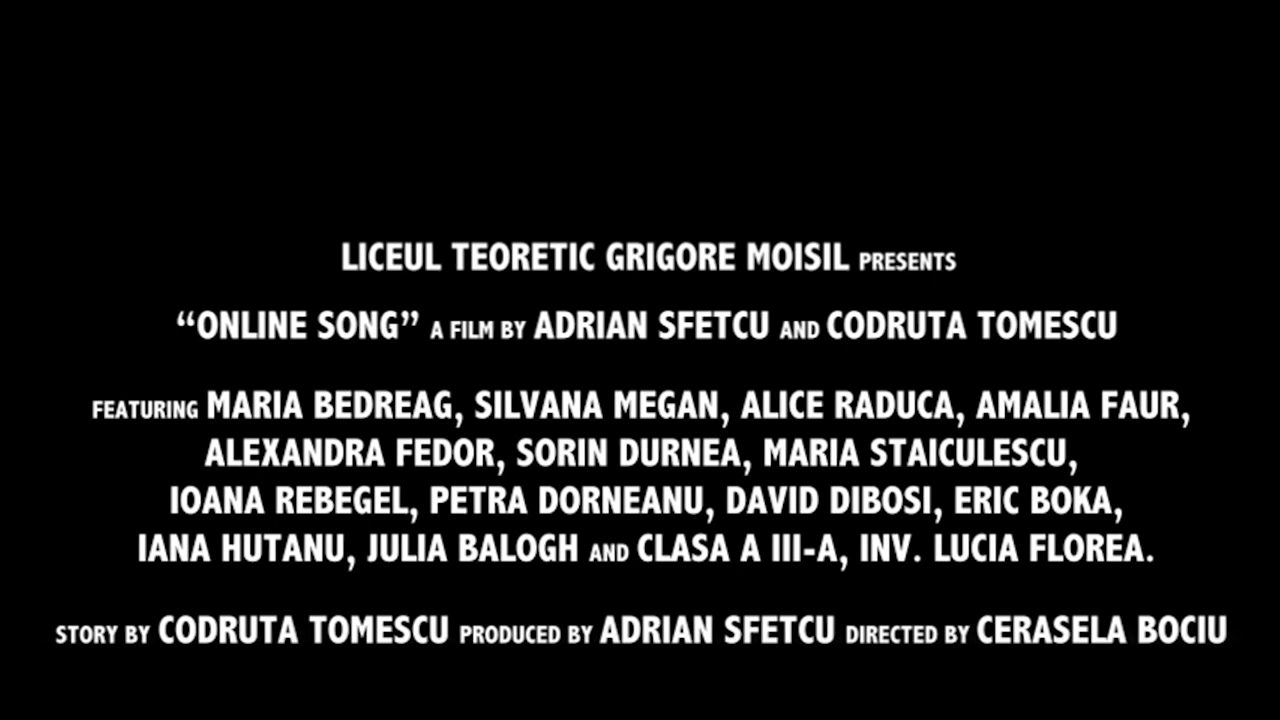 LICEUL TEORETIC GRIGORE MOISIL PRESENTS
“ONLINE SONG” A FILM BY ADRIAN SFETCU AND CODRUTA TOMESCU
FEATURING MARIA BEDREAG, SILVANA MEGAN, ALICE RADUCA, AMALIA FAUR,
ALEXANDRA FEDOR, SORIN DURNEA, MARIA STAICULESCU,
IOANA REBEGEL, PETRA DORNEANU, DAVID DIBOSI, ERIC BOKA,
IANA HUTANU, JULIA BALOGH AND CLASA A III-A, INV. LUCIA FLOREA.
STORY BY CODRUTA TOMESCU PRODUCED BY ADRIAN SFETCU DIRECTED BY CERASELA BOCIU